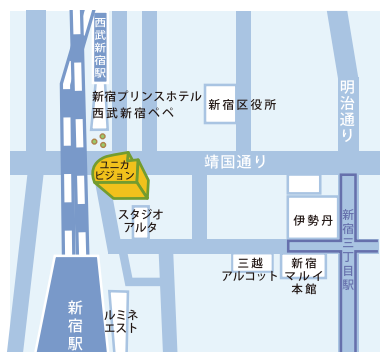 西武新宿駅
新宿プリンスホテル
西武新宿ペペ
新宿区役所
明治通り
ユニカ
ビジョン
靖国通り
スタジオ
アルタ
伊勢丹
新宿三丁目駅
三越
アルコット
新宿
マルイ
本館
新宿駅
ルミネ
エスト